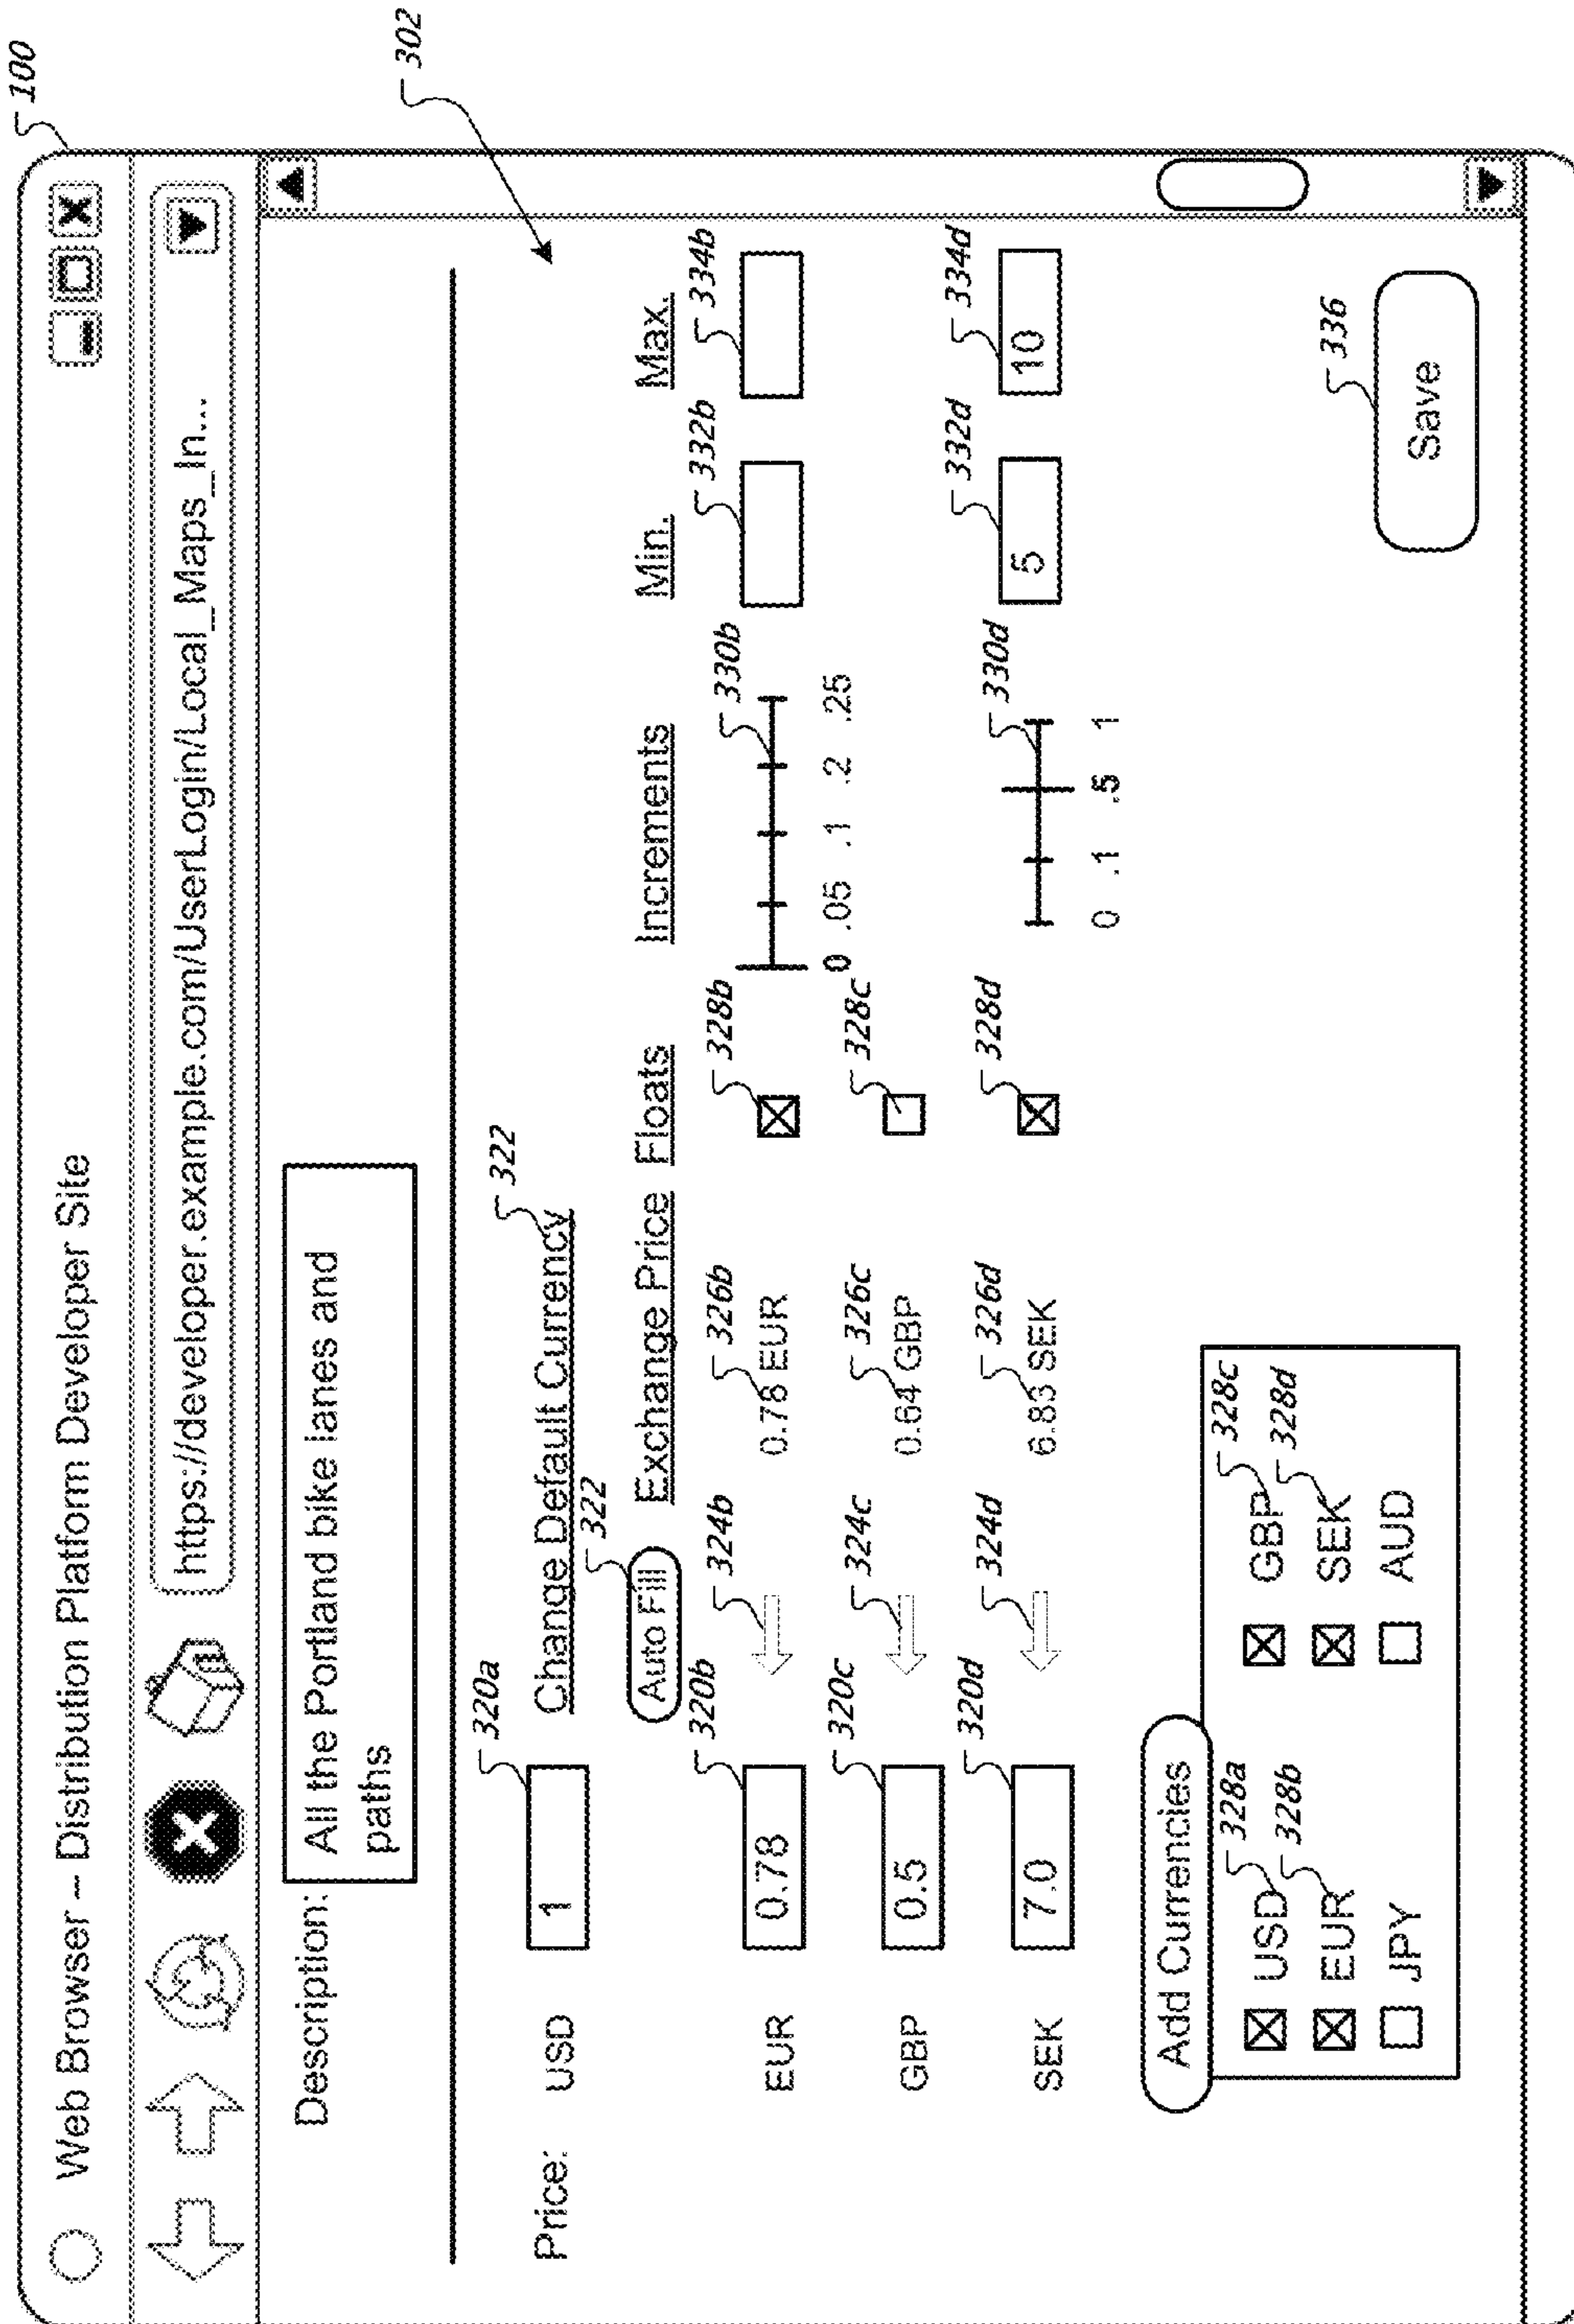 100
Web Browser – Distribution Platform Developer Site
https://developer.example.com/UserLogin/Local_Maps_In...
Description: All the Portland bike lanes and
paths
302
320a
322
Price: USD 1 Change Default Currency
322
Auto Fill Exchange Price Floats Increments Min. Max.
320b 324b 326b 328b 330b 332b 334b
EUR 0.78 0.78 EUR
0 .05 .1 .2 .25
320c 324c 326c 328c
GBP 0.5 0.64 GBP
320d 324d 326d 328d 330d 332d 334d
SEK 7.0 6.83 SEK 5 10
0 .1 .5 1
Add Currencies
328a 328c
USD GBP
328b 328d
EUR SEK
JPY AUD
336
Save